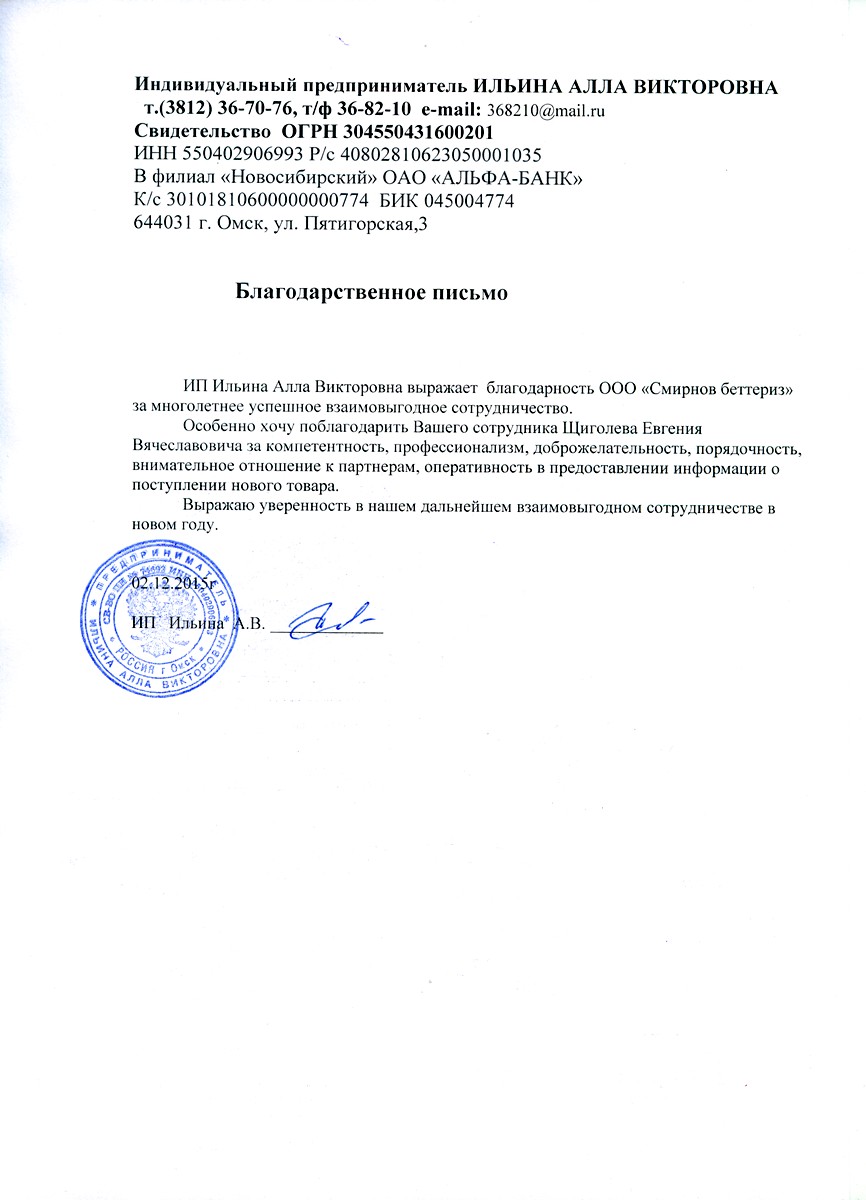 Индивидуальный предприниматель ИЛЬИНА АЛЛА ВИКТОРОВНА
т.(3812) 36-70-76, т/ф 36-82-10 e-mail: 368210@mail.ru
Свидетельство ОГРН 304550431600201
ИНН 550402906993 Р/с 40802810623050001035
В филиал «Новосибирский» ОАО «АЛЬФА-БАНК»
К/с 30101810600000000774 БИК 045004774
644031 г. Омск, ул. Пятигорская,3
Благодарственное письмо
ИП Ильина Алла Викторовна выражает благодарность ООО «Смирнов беттериз»
за многолетнее успешное взаимовыгодное сотрудничество.
Особенно хочу поблагодарить Вашего сотрудника Щиголева Евгения
Вячеславовича за компетентность, профессионализм, доброжелательность, порядочность,
внимательное отношение к партнерам, оперативность в предоставлении информации о
поступлении нового товара.
Выражаю уверенность в нашем дальнейшем взаимовыгодном сотрудничестве в
новом году.
02.12.2015г
ИП Ильина А.В.
ПРЕДПРИНИМАТЕЛЬ
ИЛЬИНА АЛЛА ВИКТОРОВНА
РОССИЯ г Омск